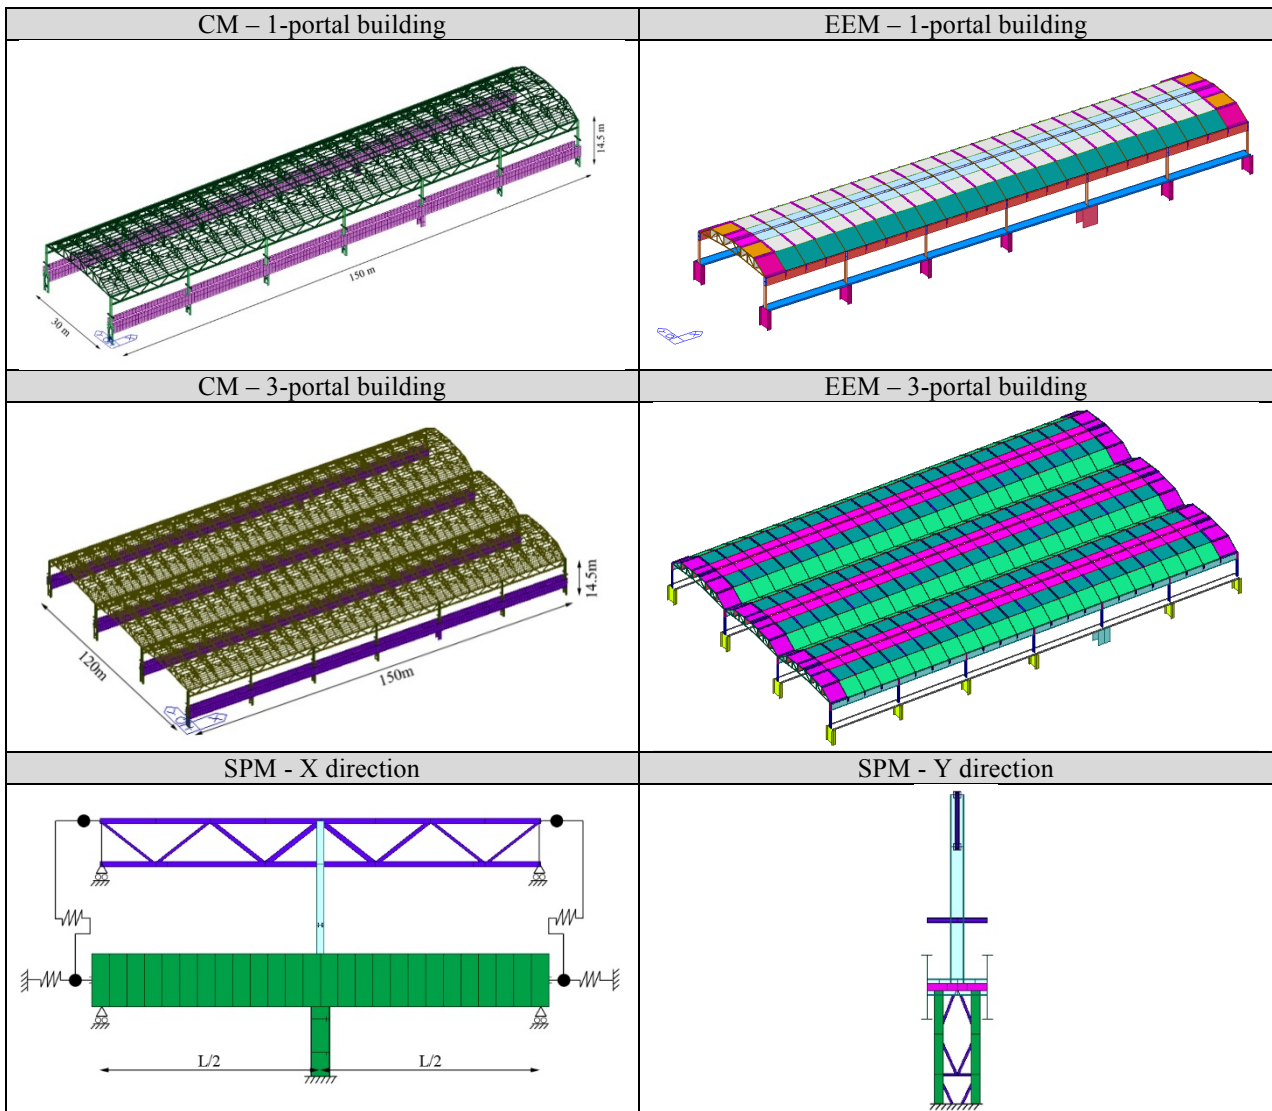 CM – 1-portal building
EEM – 1-portal building
14.5 m
150 m
30 m
CM – 3-portal building
EEM – 3-portal building
14.5m
120m
150m
SPM - X direction
SPM - Y direction
L/2
L/2